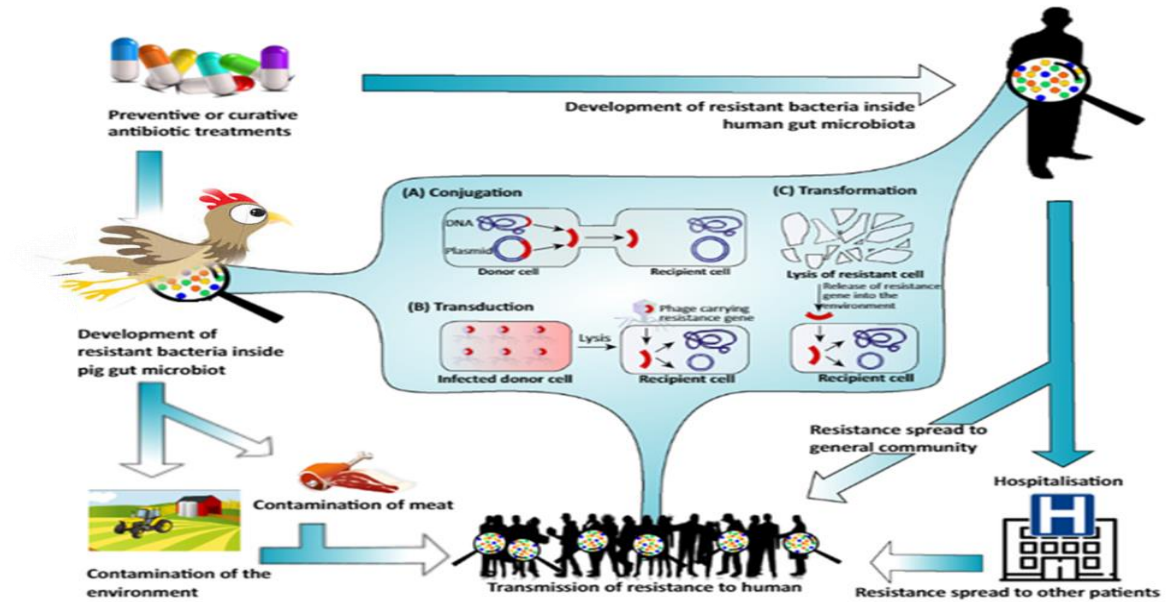 Preventive or curative
antibiotic treatments
Development of resistant bacteria inside
human gut microbiota
(A) Conjugation
DNA
Plasmid
Donor cell
Recipient cell
(C) Transformation
Lysis of resistant cell
Release of resistance
gene into the
environment
Recipient cell
(B) Transduction
Phage carrying
resistance gene
Lysis
Infected donor cell
Recipient cell
Development of
resistant bacteria inside
pig gut microbiot
Resistance spread to
general community
Hospitalisation
H
Contamination of meat
Contamination of the
environment
Transmission of resistance to human
Resistance spread to other patients